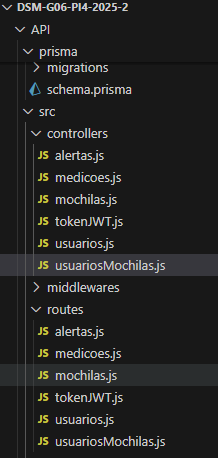 DSM-G06-PI4-2025-2
API
prisma
migrations
schema.prisma
src
controllers
JS alertas.js
JS medicoes.js
JS mochilas.js
JS tokenJWT.js
JS usuarios.js
JS usuariosMochilas.js
middlewares
routes
JS alertas.js
JS medicoes.js
JS mochilas.js
JS tokenJWT.js
JS usuarios.js
JS usuariosMochilas.js